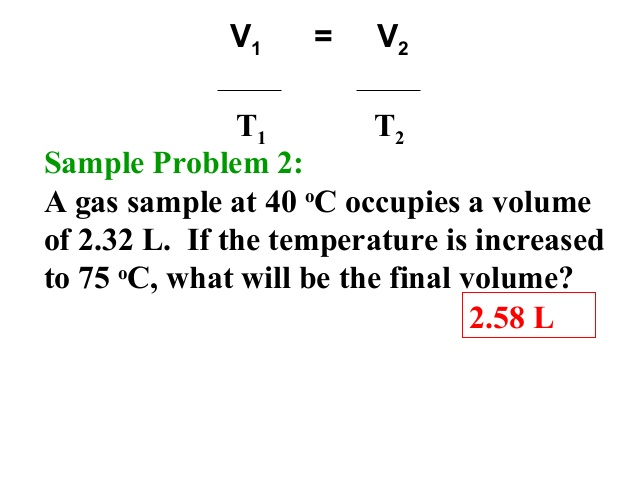 V₁ = V₂
T₁ T₂
Sample Problem 2:
A gas sample at 40 ᵒC occupies a volume
of 2.32 L. If the temperature is increased
to 75 ᵒC, what will be the final volume?
2.58 L